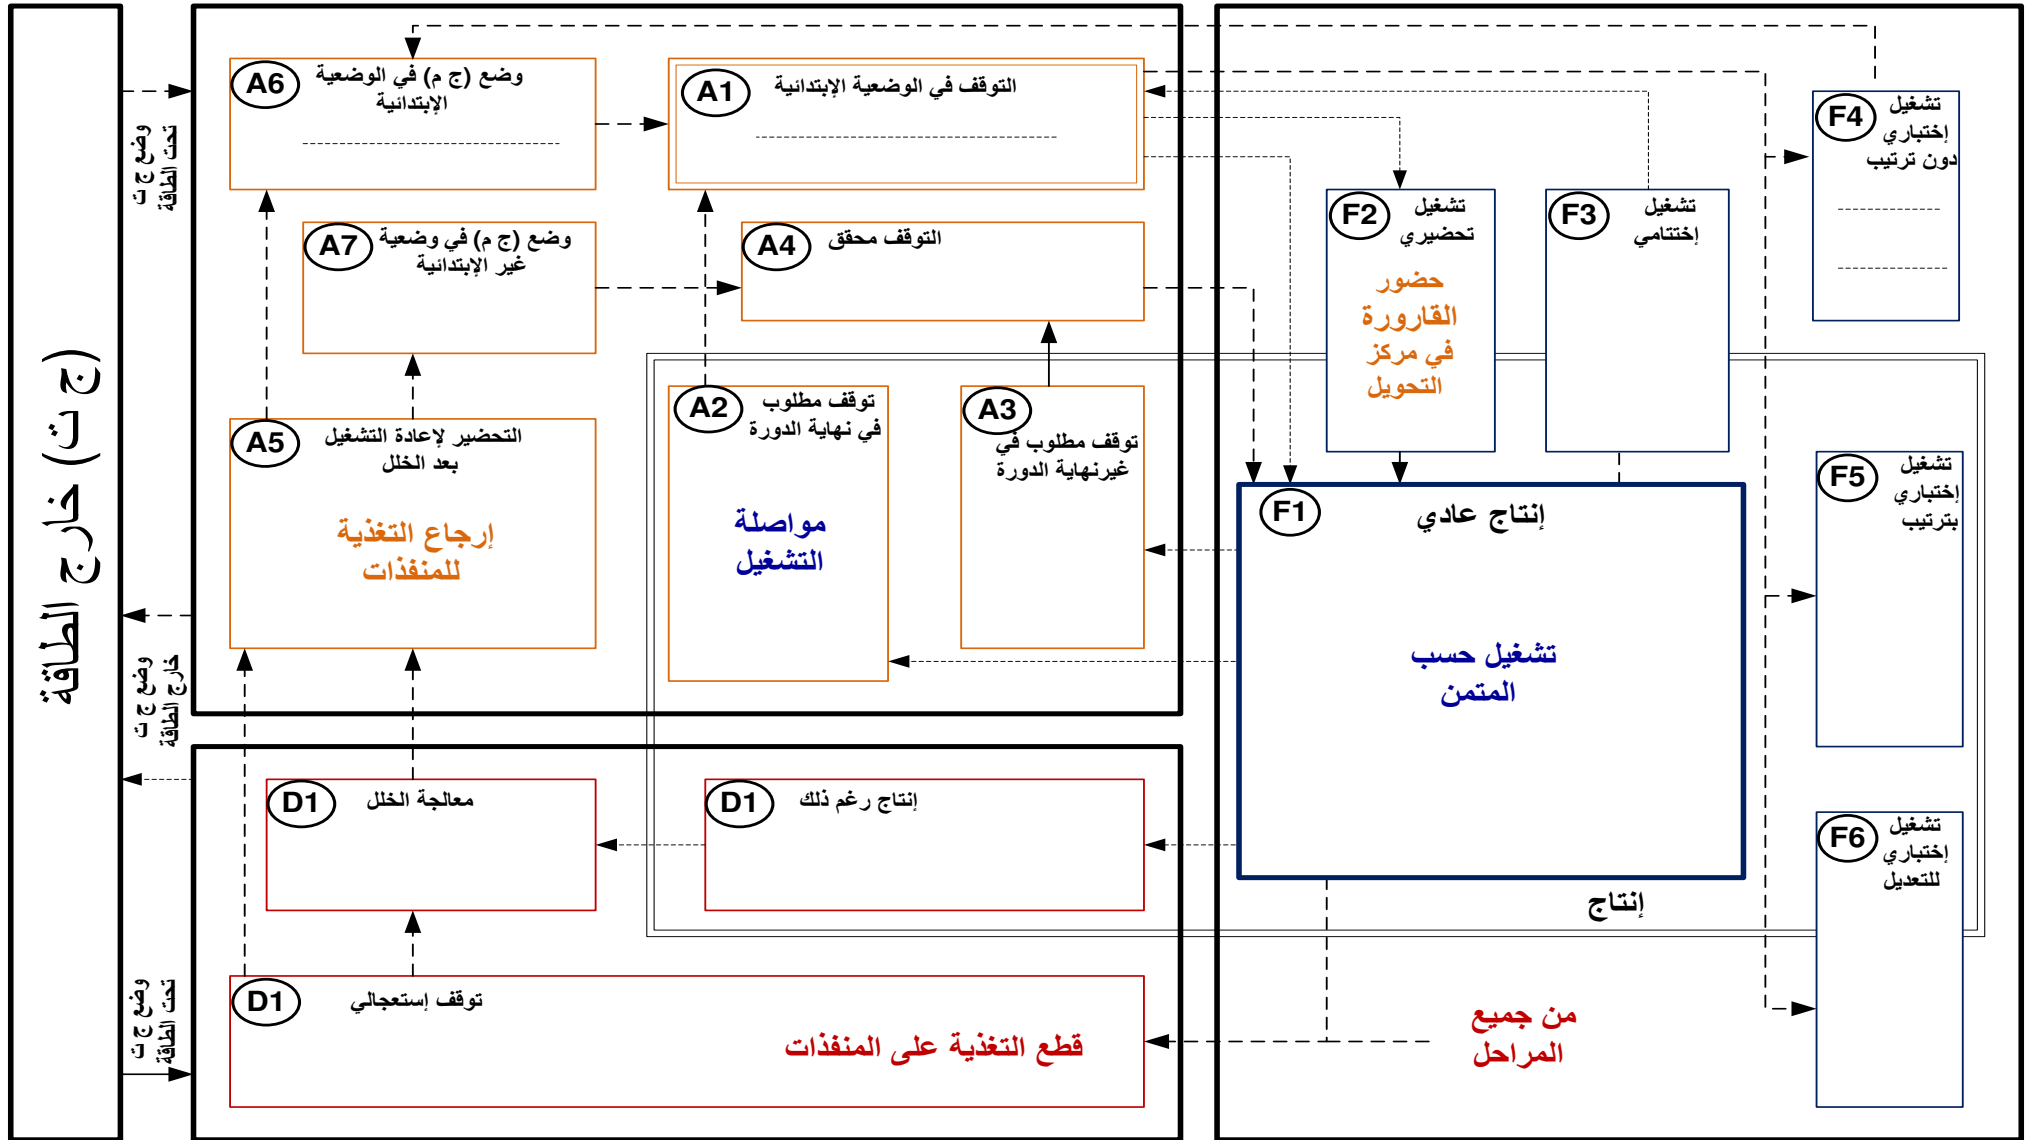 (ج ت) خارج الطاقة
وضع ج ت
تحت الطاقة
وضع ج ت
خارج الطاقة
وضع ج ت
تحت الطاقة
A6
وضع (ج م) في الوضعية
الإبتدائية
A1
التوقف في الوضعية الإبتدائية
A7
وضع (ج م) في وضعية
غير الإبتدائية
A4
التوقف محقق
A5
التحضير لإعادة التشغيل
بعد الخلل
إرجاع التغذية
للمنفذات
A2
توقف مطلوب
في نهاية الدورة
مواصلة
التشغيل
A3
توقف مطلوب في
غيرنهاية الدورة
D1
معالجة الخلل
D1
إنتاج رغم ذلك
D1
توقف إستعجالي
قطع التغذية على المنفذات
F2
تشغيل
تحضيري
حضور
القارورة
في مركز
التحويل
F3
تشغيل
إختتامي
F4
تشغيل
إختباري
دون ترتيب
F1
إنتاج عادي
تشغيل حسب
المتمن
F5
تشغيل
إختباري
بترتيب
F6
تشغيل
إختباري
للتعديل
إنتاج
من جميع
المراحل